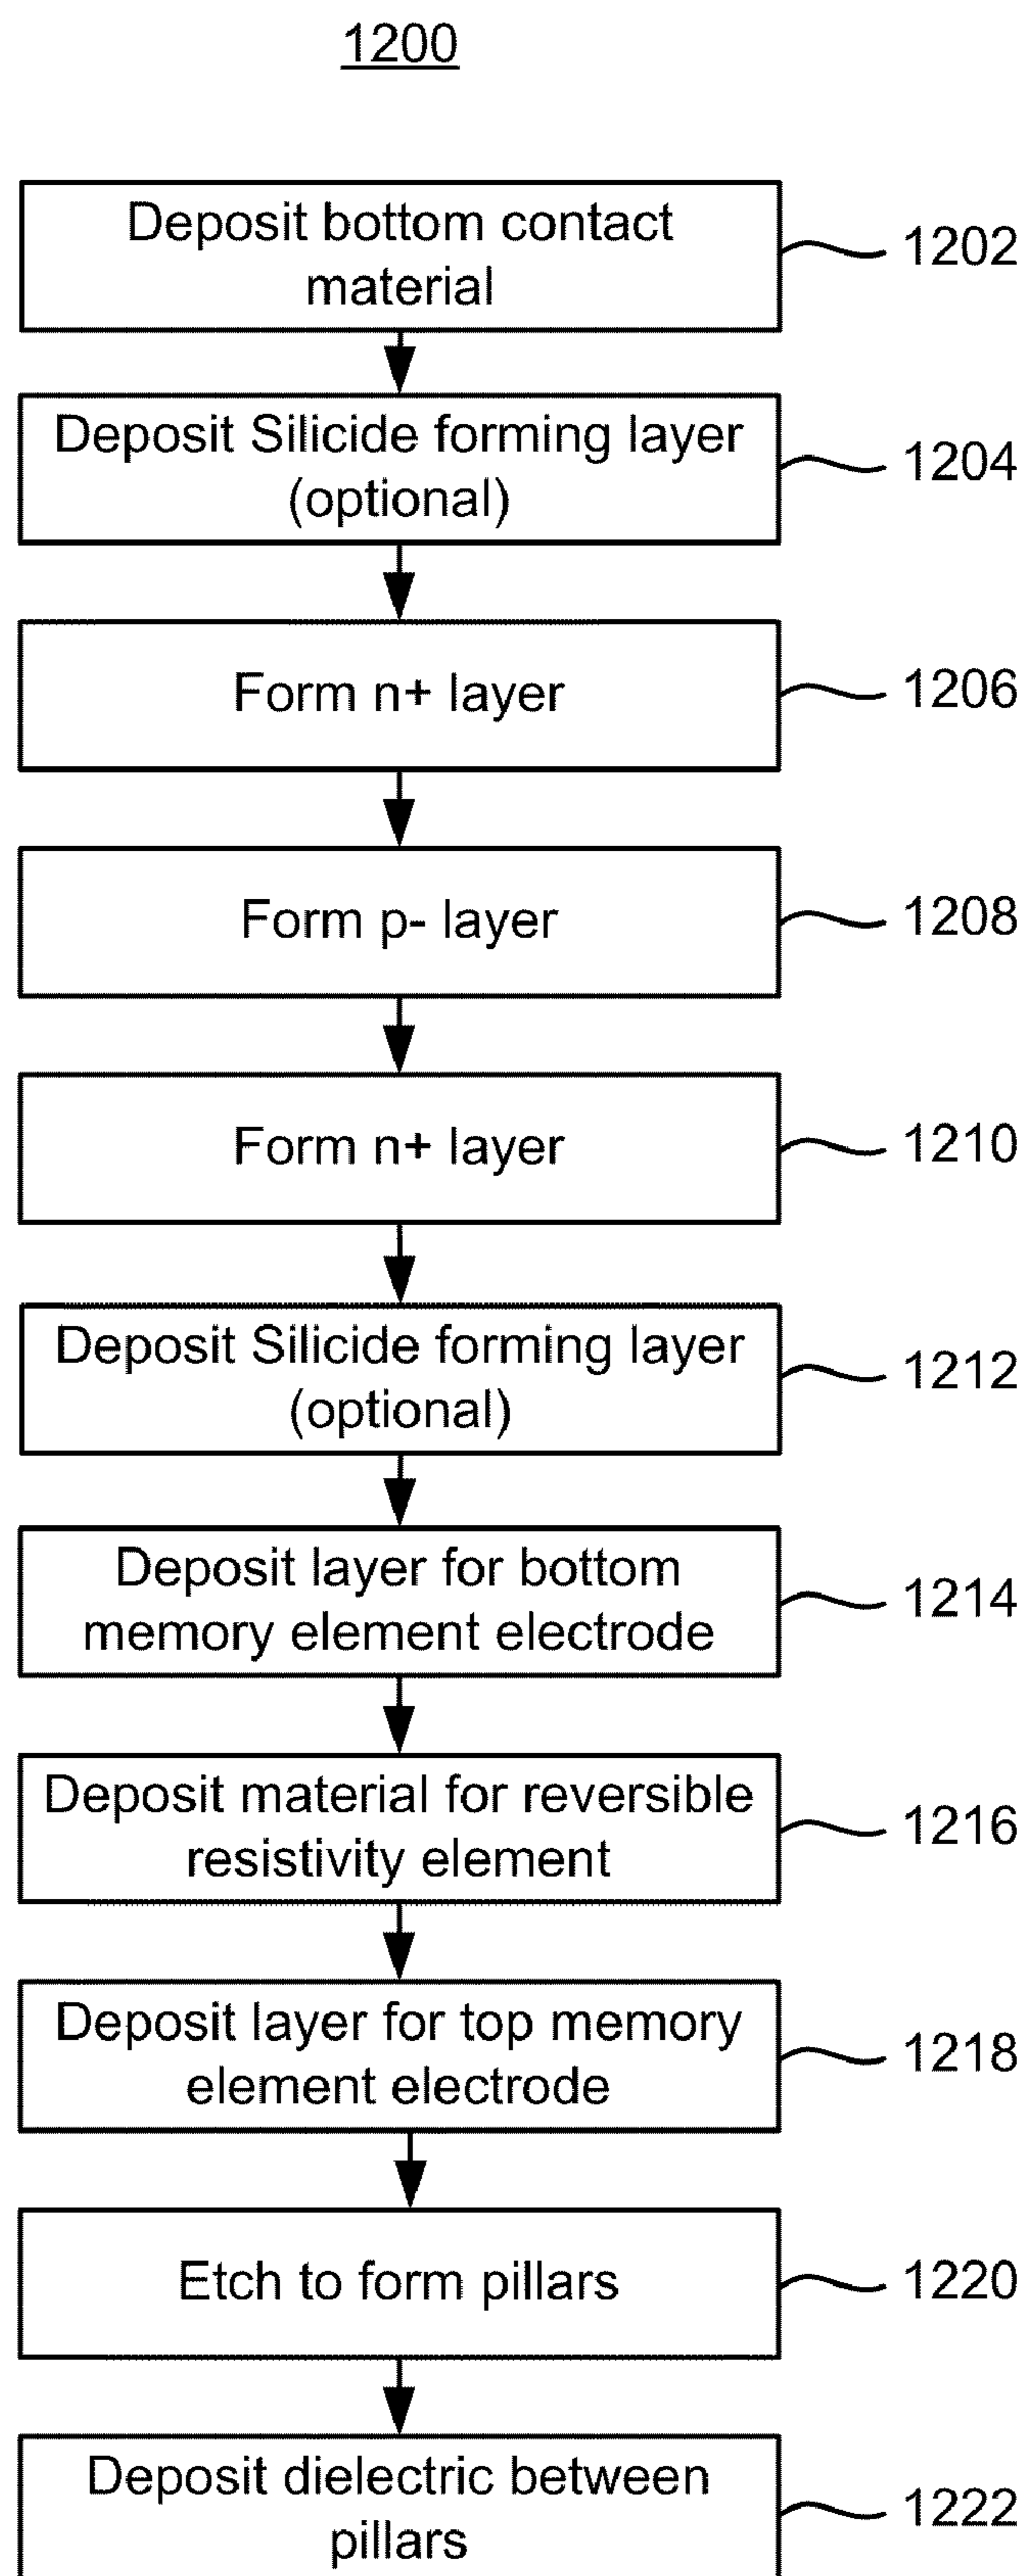 1200
Deposit bottom contact
material
1202
Deposit Silicide forming layer
(optional)
1204
Form n+ layer
1206
Form p- layer
1208
Form n+ layer
1210
Deposit Silicide forming layer
(optional)
1212
Deposit layer for bottom
memory element electrode
1214
Deposit material for reversible
resistivity element
1216
Deposit layer for top memory
element electrode
1218
Etch to form pillars
1220
Deposit dielectric between
pillars
1222